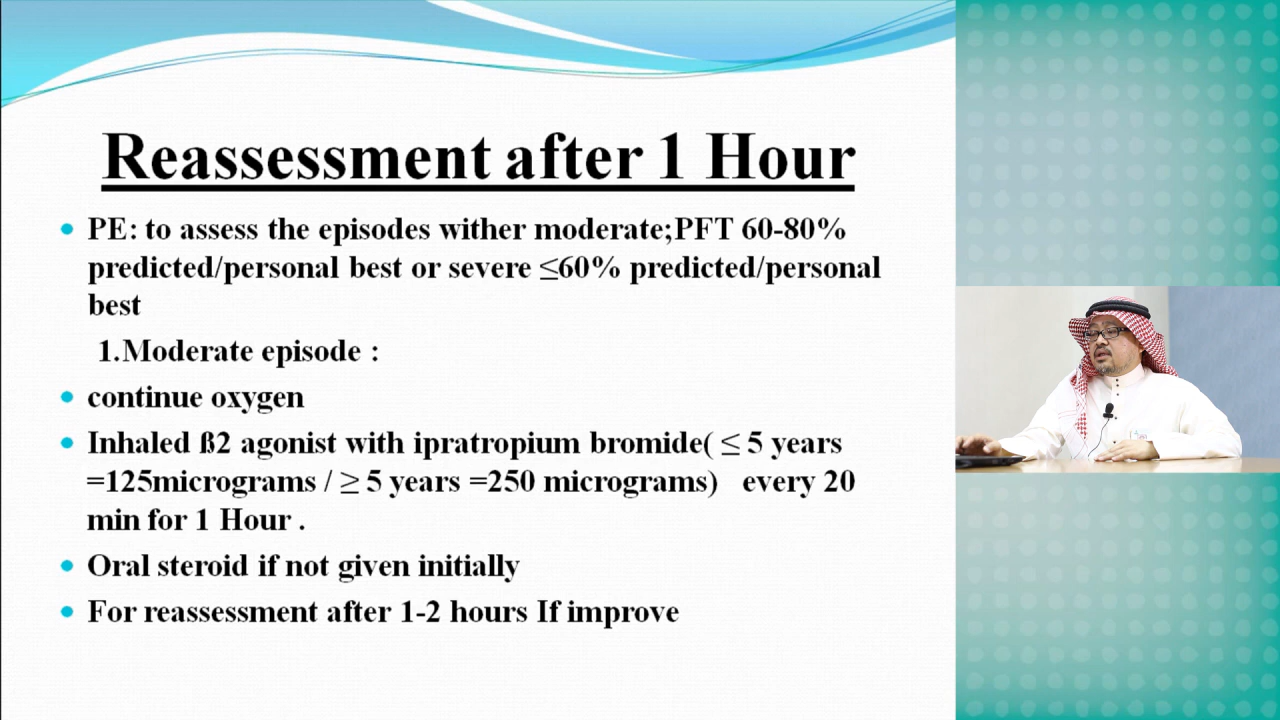 Reassessment after 1 Hour
PE: to assess the episodes wither moderate;PFT 60-80%
predicted/personal best or severe ≤60% predicted/personal
best
1.Moderate episode :
continue oxygen
Inhaled ß2 agonist with ipratropium bromide( ≤ 5 years
=125micrograms / ≥ 5 years =250 micrograms) every 20
min for 1 Hour .
Oral steroid if not given initially
For reassessment after 1-2 hours If improve